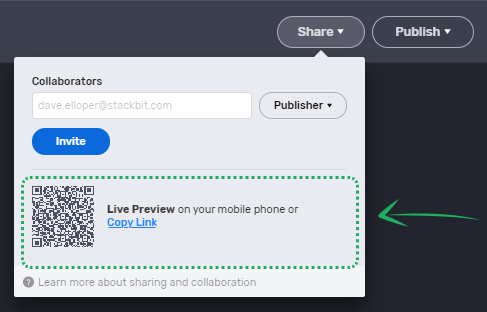 Share Publish
Collaborators
dave.elloper@stackbit.com Publisher
Invite
Live Preview on your mobile phone or
Copy Link
? Learn more about sharing and collaboration